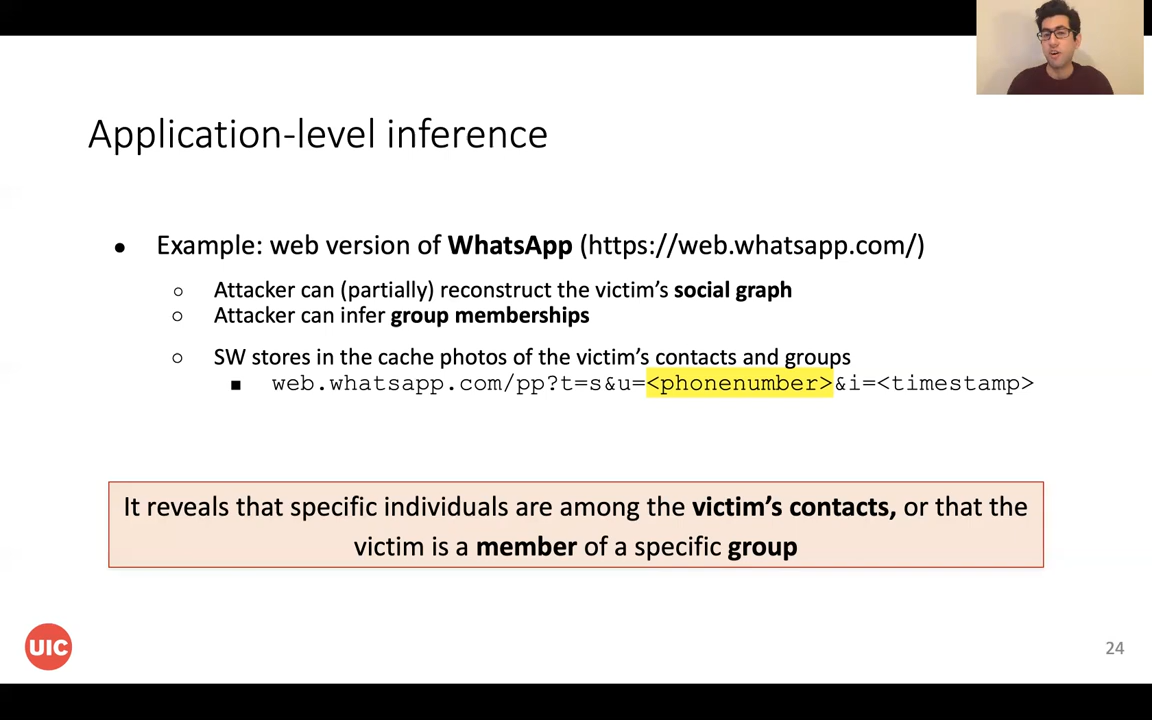 Application-level inference
● Example: web version of WhatsApp (https://web.whatsapp.com/)
○ Attacker can (partially) reconstruct the victim's social graph
○ Attacker can infer group memberships
○ SW stores in the cache photos of the victim's contacts and groups
■ web.whatsapp.com/pp?t=s&u=<phonenumber>&i=<timestamp>
It reveals that specific individuals are among the victim's contacts, or that the
victim is a member of a specific group
UIC
24